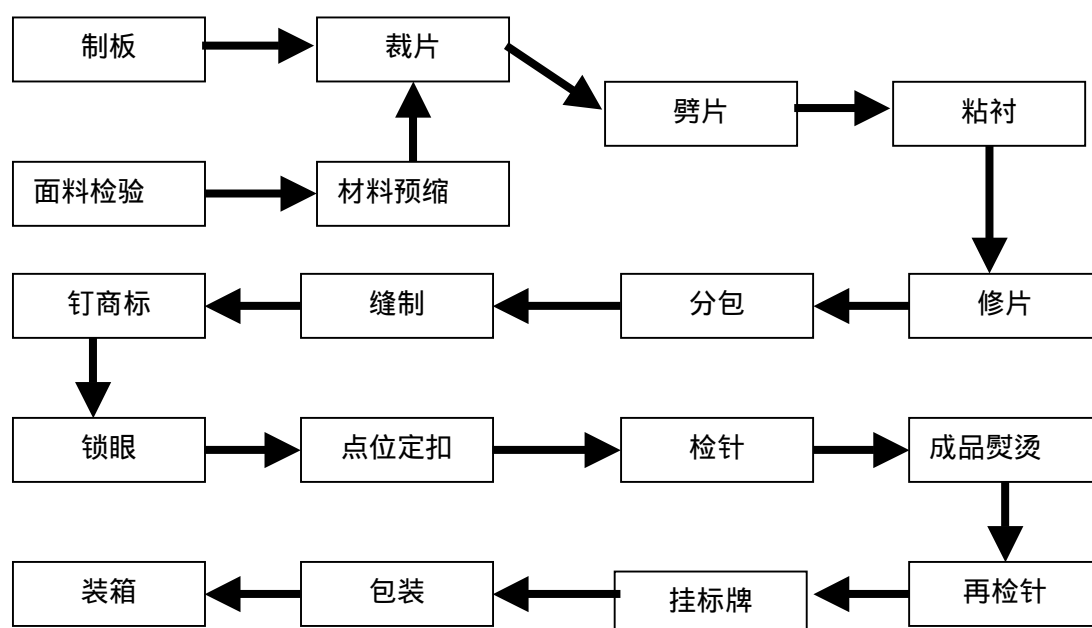 制板
裁片
劈片
粘衬
面料检验
材料预缩
钉商标
缝制
分包
修片
锁眼
点位定扣
检针
成品熨烫
装箱
包装
挂标牌
再检针